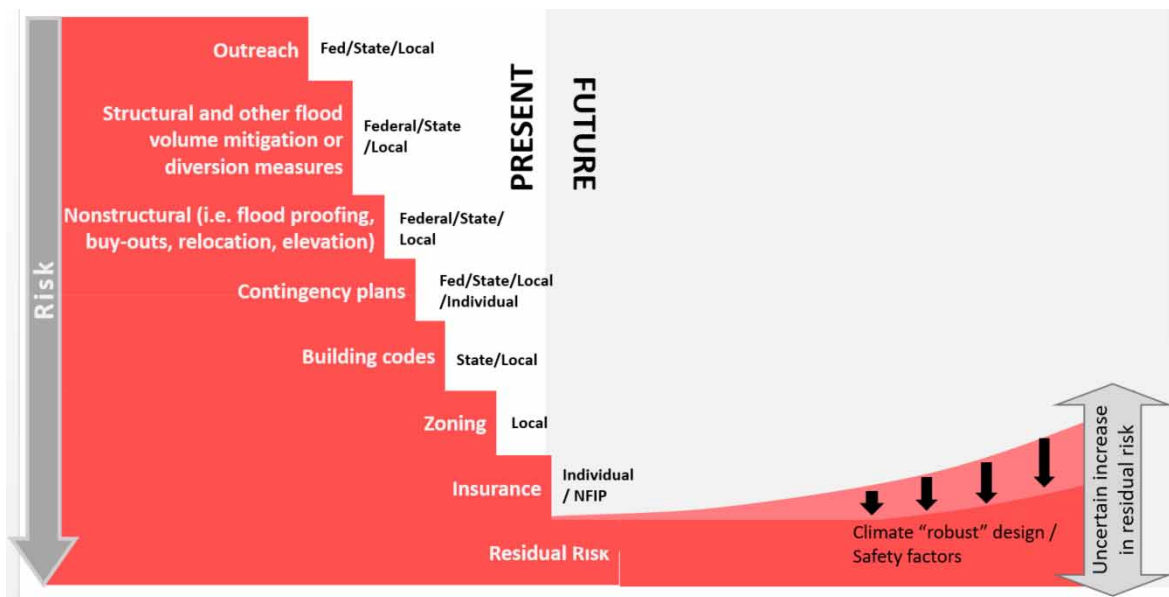 Risk
Outreach
Fed/State/Local
Structural and other flood
volume mitigation or
diversion measures
Federal/State
/Local
Nonstructural (i.e. flood proofing,
buy-outs, relocation, elevation)
Federal/State/
Local
Contingency plans
Fed/State/Local
/Individual
Building codes
State/Local
Zoning
Local
Insurance
Individual
/ NFIP
Residual Risk
PRESENT
FUTURE
Climate “robust” design /
Safety factors
Uncertain increase
in residual risk